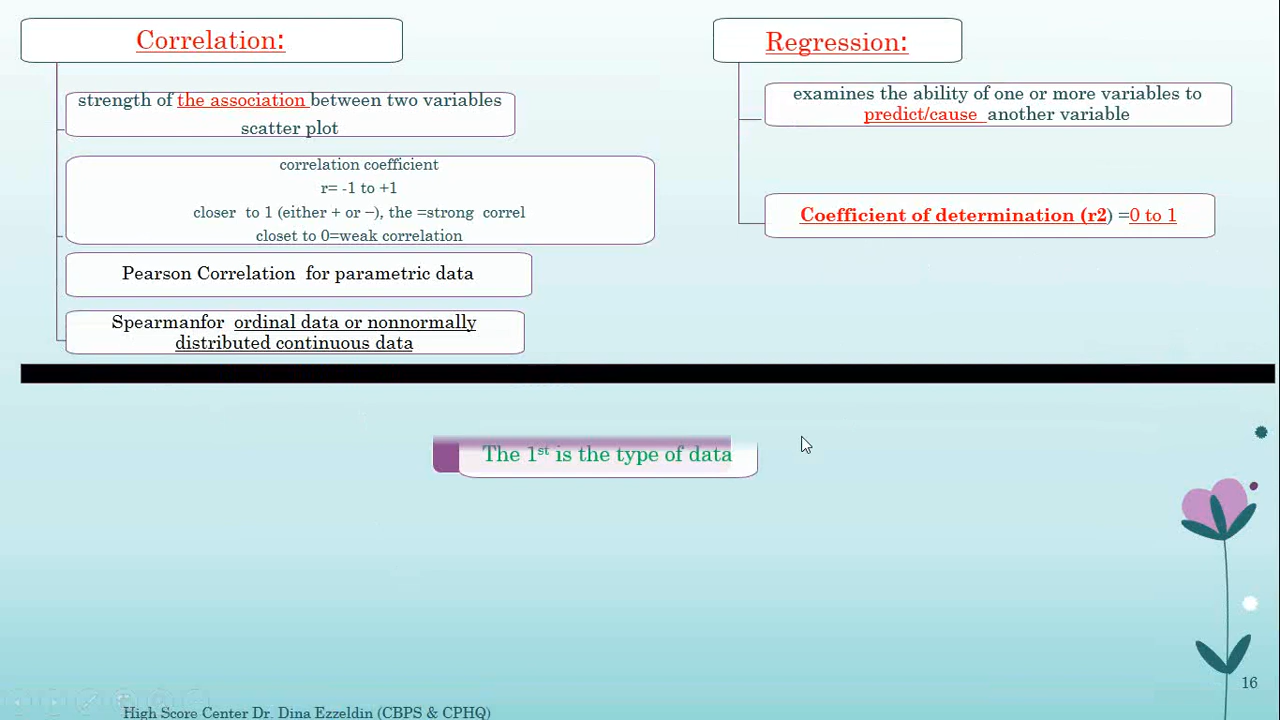 Correlation:
strength of the association between two variables
scatter plot
correlation coefficient
r= -1 to +1
closer to 1 (either + or –), the =strong correl
closet to 0=weak correlation
Pearson Correlation for parametric data
Spearmanfor ordinal data or nonnormally
distributed continuous data
Regression:
examines the ability of one or more variables to
predict/cause another variable
Coefficient of determination (r2) =0 to 1
The 1st is the type of data
16
High Score Center Dr. Dina Ezzeldin (CBPS & CPHQ)